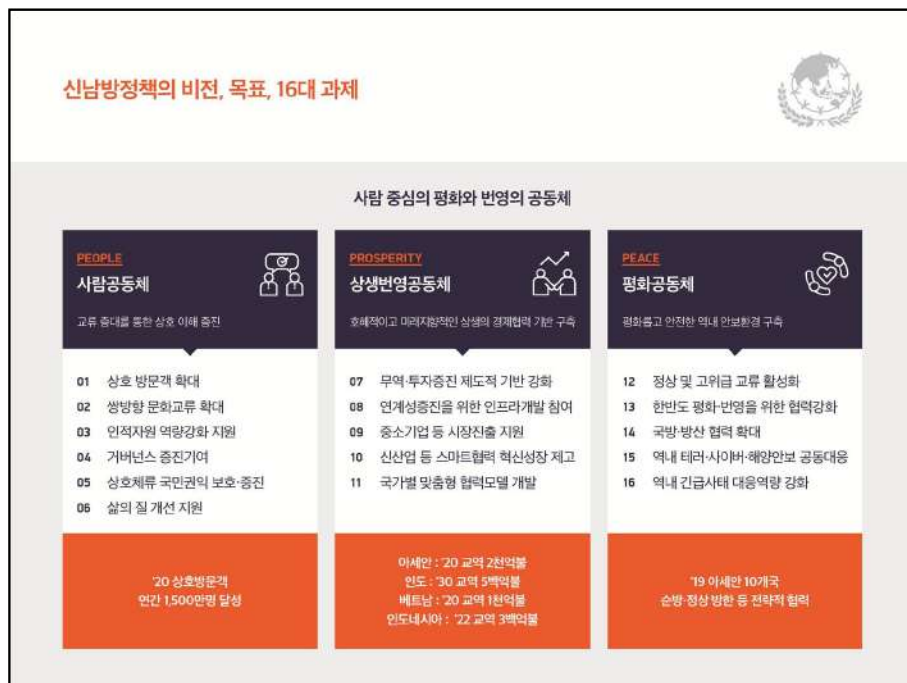 신남방정책의 비전, 목표, 16대 과제
사람 중심의 평화와 번영의 공동체
PEOPLE
사람공동체
교류 증대를 통한 상호 이해 증진
01 상호 방문객 확대
02 쌍방향 문화교류 확대
03 인적자원 역량강화 지원
04 거버넌스 증진기여
05 상호체류 국민권익 보호·증진
06 삶의 질 개선 지원
'20 상호방문객
연간 1,500만명 달성
PROSPERITY
상생번영공동체
호혜적이고 미래지향적인 상생의 경제협력 기반 구축
07 무역·투자증진 제도적 기반 강화
08 연계성증진을 위한 인프라개발 참여
09 중소기업 등 시장진출 지원
10 신산업 등 스마트협력 혁신성장 제고
11 국가별 맞춤형 협력모델 개발
아세안 : '20 교역 2천억불
인도 : '30 교역 5백억불
베트남 : '20 교역 1천억불
인도네시아 : '22 교역 3백억불
PEACE
평화공동체
평화롭고 안전한 역내 안보환경 구축
12 정상 및 고위급 교류 활성화
13 한반도 평화·번영을 위한 협력강화
14 국방·방산 협력 확대
15 역내 테러·사이버·해양안보 공동대응
16 역내 긴급사태 대응역량 강화
'19 아세안 10개국
순방·정상 방한 등 전략적 협력